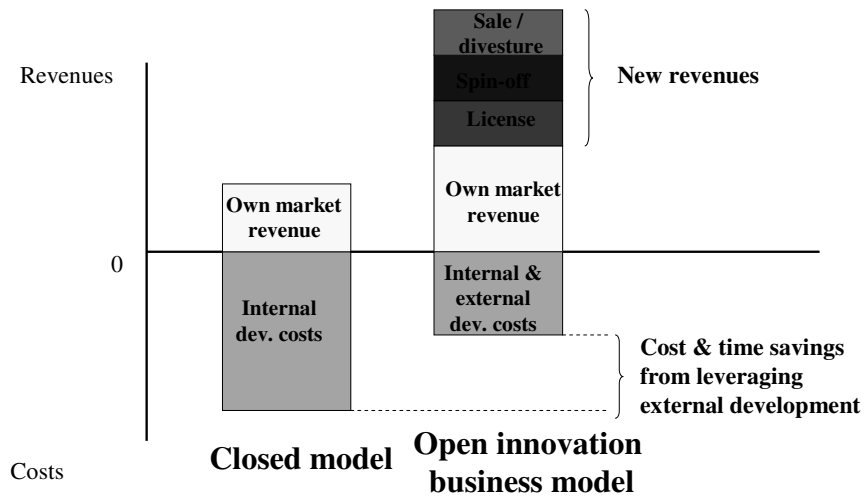 Sale /
divesture
Revenues
Spin-off
New revenues
License
Own market
revenue
Own market
revenue
0
Internal
dev. costs
Internal &
external
dev. costs
Cost & time savings
from leveraging
external development
Closed model
Open innovation
business model
Costs